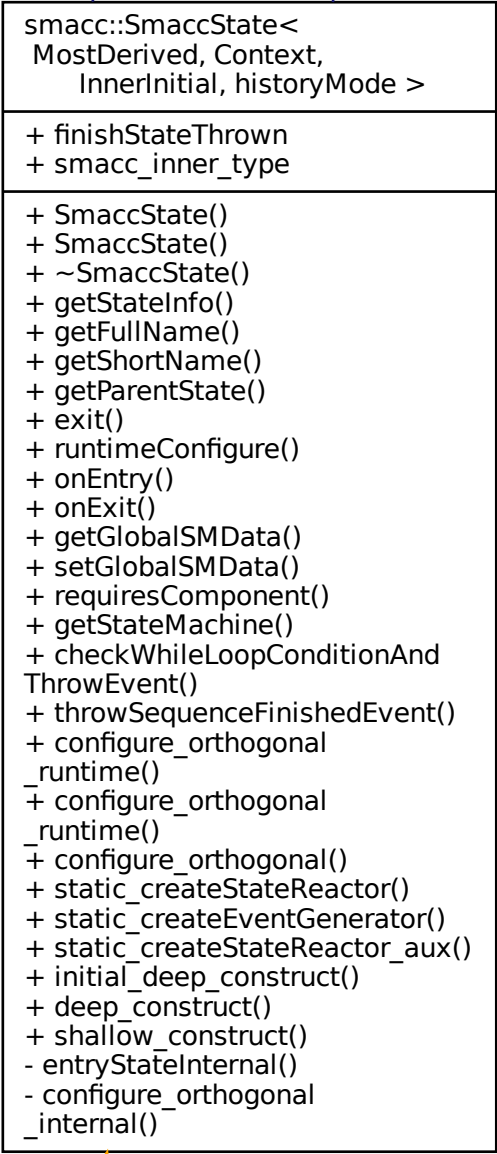 smacc::SmaccState<
MostDerived, Context,
InnerInitial, historyMode >
+ finishStateThrown
+ smacc_inner_type
+ SmaccState()
+ SmaccState()
+ ~SmaccState()
+ getStateInfo()
+ getFullName()
+ getShortName()
+ getParentState()
+ exit()
+ runtimeConfigure()
+ onEntry()
+ onExit()
+ getGlobalSMData()
+ setGlobalSMData()
+ requiresComponent()
+ getStateMachine()
+ checkWhileLoopConditionAnd
ThrowEvent()
+ throwSequenceFinishedEvent()
+ configure_orthogonal
_runtime()
+ configure_orthogonal
_runtime()
+ configure_orthogonal()
+ static_createStateReactor()
+ static_createEventGenerator()
+ static_createStateReactor_aux()
+ initial_deep_construct()
+ deep_construct()
+ shallow_construct()
- entryStateInternal()
- configure_orthogonal
_internal()